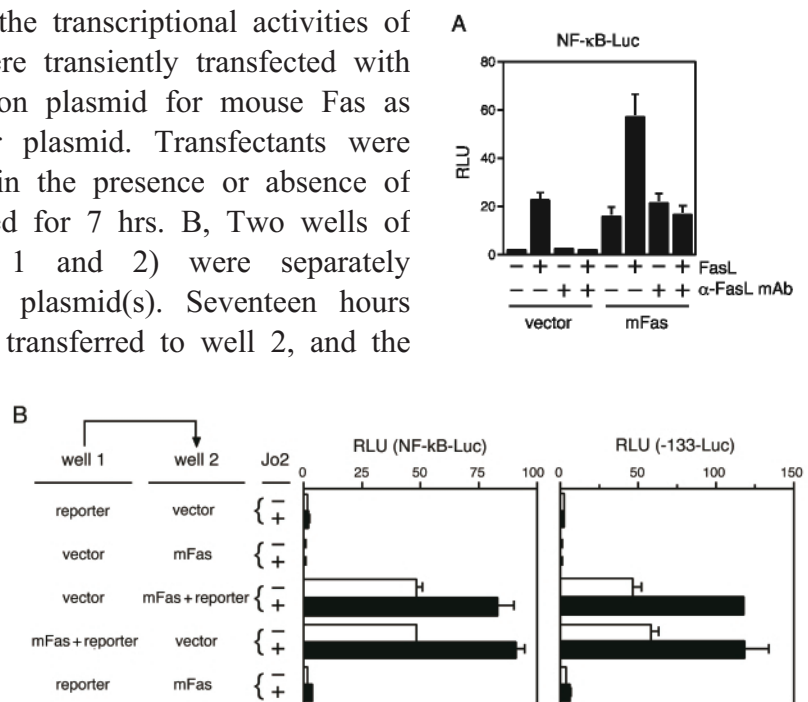 the transcriptional activities of
ere transiently transfected with
on plasmid for mouse Fas as
r plasmid. Transfectants were
in the presence or absence of
ed for 7 hrs. B, Two wells of
1 and 2) were separately
plasmid(s). Seventeen hours
transferred to well 2, and the
A
NF-κB-Luc
RLU
80
60
40
20
0
− + − + − + − + FasL
− − + + − − + + α-FasL mAb
vector mFas
B
well 1 well 2 Jo2
RLU (NF-kB-Luc) RLU (-133-Luc)
0 25 50 75 100 0 50 100 150
reporter vector { − +
vector mFas { − +
vector mFas+reporter { − +
mFas+reporter vector { − +
reporter mFas { − +